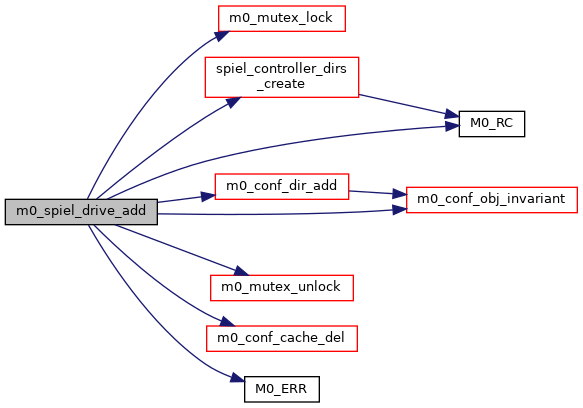 m0_mutex_lock
spiel_controller_dirs
_create
M0_RC
m0_conf_dir_add
m0_conf_obj_invariant
m0_spiel_drive_add
m0_mutex_unlock
m0_conf_cache_del
M0_ERR